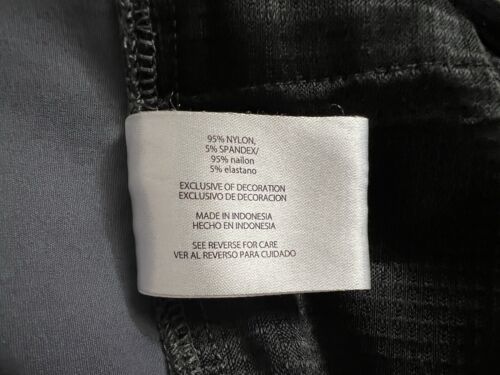 95% NYLON,
5% SPANDEX/
95% nailon
5% elastano
EXCLUSIVE OF DECORATION
EXCLUSIVO DE DECORACION
MADE IN INDONESIA
HECHO EN INDONESIA
SEE REVERSE FOR CARE
VER AL REVERSO PARA CUIDADO